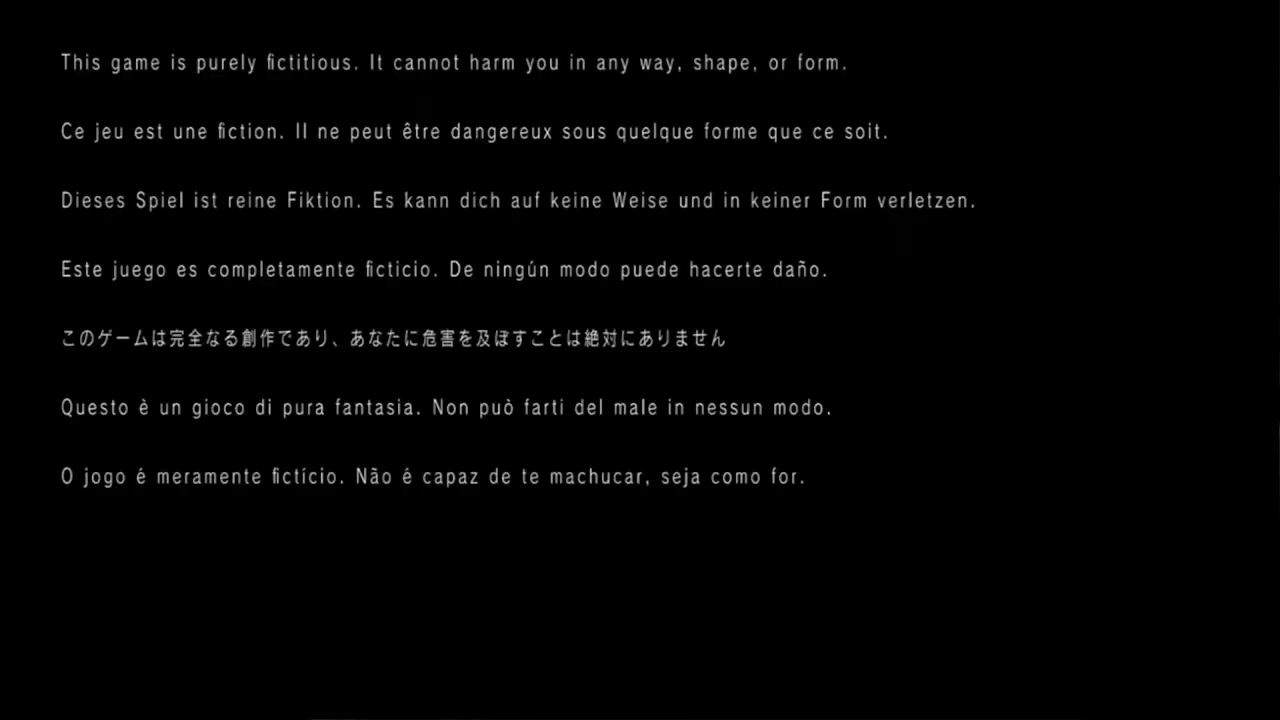 This game is purely fictitious. It cannot harm you in any way, shape, or form.
Ce jeu est une fiction. Il ne peut être dangereux sous quelque forme que ce soit.
Dieses Spiel ist reine Fiktion. Es kann dich auf keine Weise und in keiner Form verletzen.
Este juego es completamente ficticio. De ningún modo puede hacerte daño.
このゲームは完全なる創作であり、あなたに危害を及ぼすことは絶対にありません
Questo è un gioco di pura fantasia. Non può farti del male in nessun modo.
O jogo é meramente fictício. Não é capaz de te machucar, seja como for.